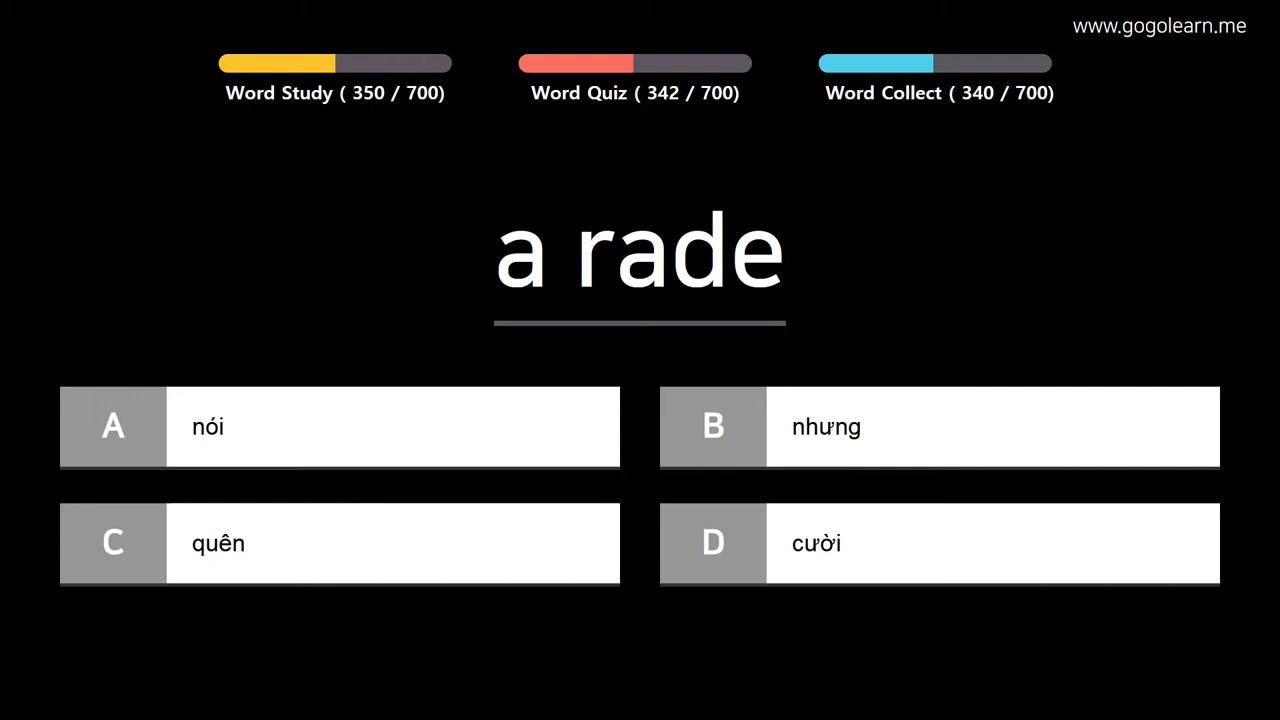 www.gogolearn.me
Word Study ( 350 / 700)
Word Quiz ( 342 / 700)
Word Collect ( 340 / 700)
a rade
A nói
B nhưng
C quên
D cười